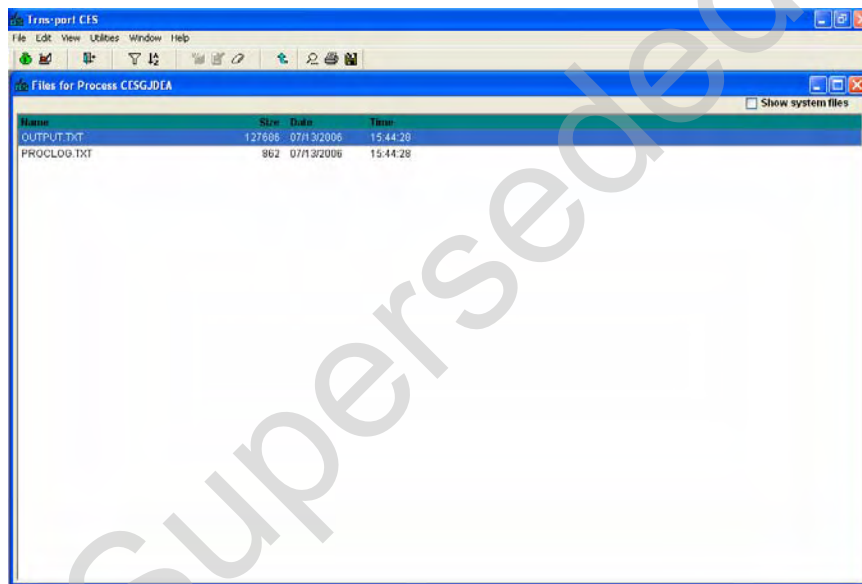 Trns·port CES
File Edit View Utilities Window Help
Files for Process CESGJDEA
Show system files
Name Size Date Time
OUTPUT.TXT 127686 07/13/2006 15:44:28
PROCLOG.TXT 862 07/13/2006 15:44:28
Superseded